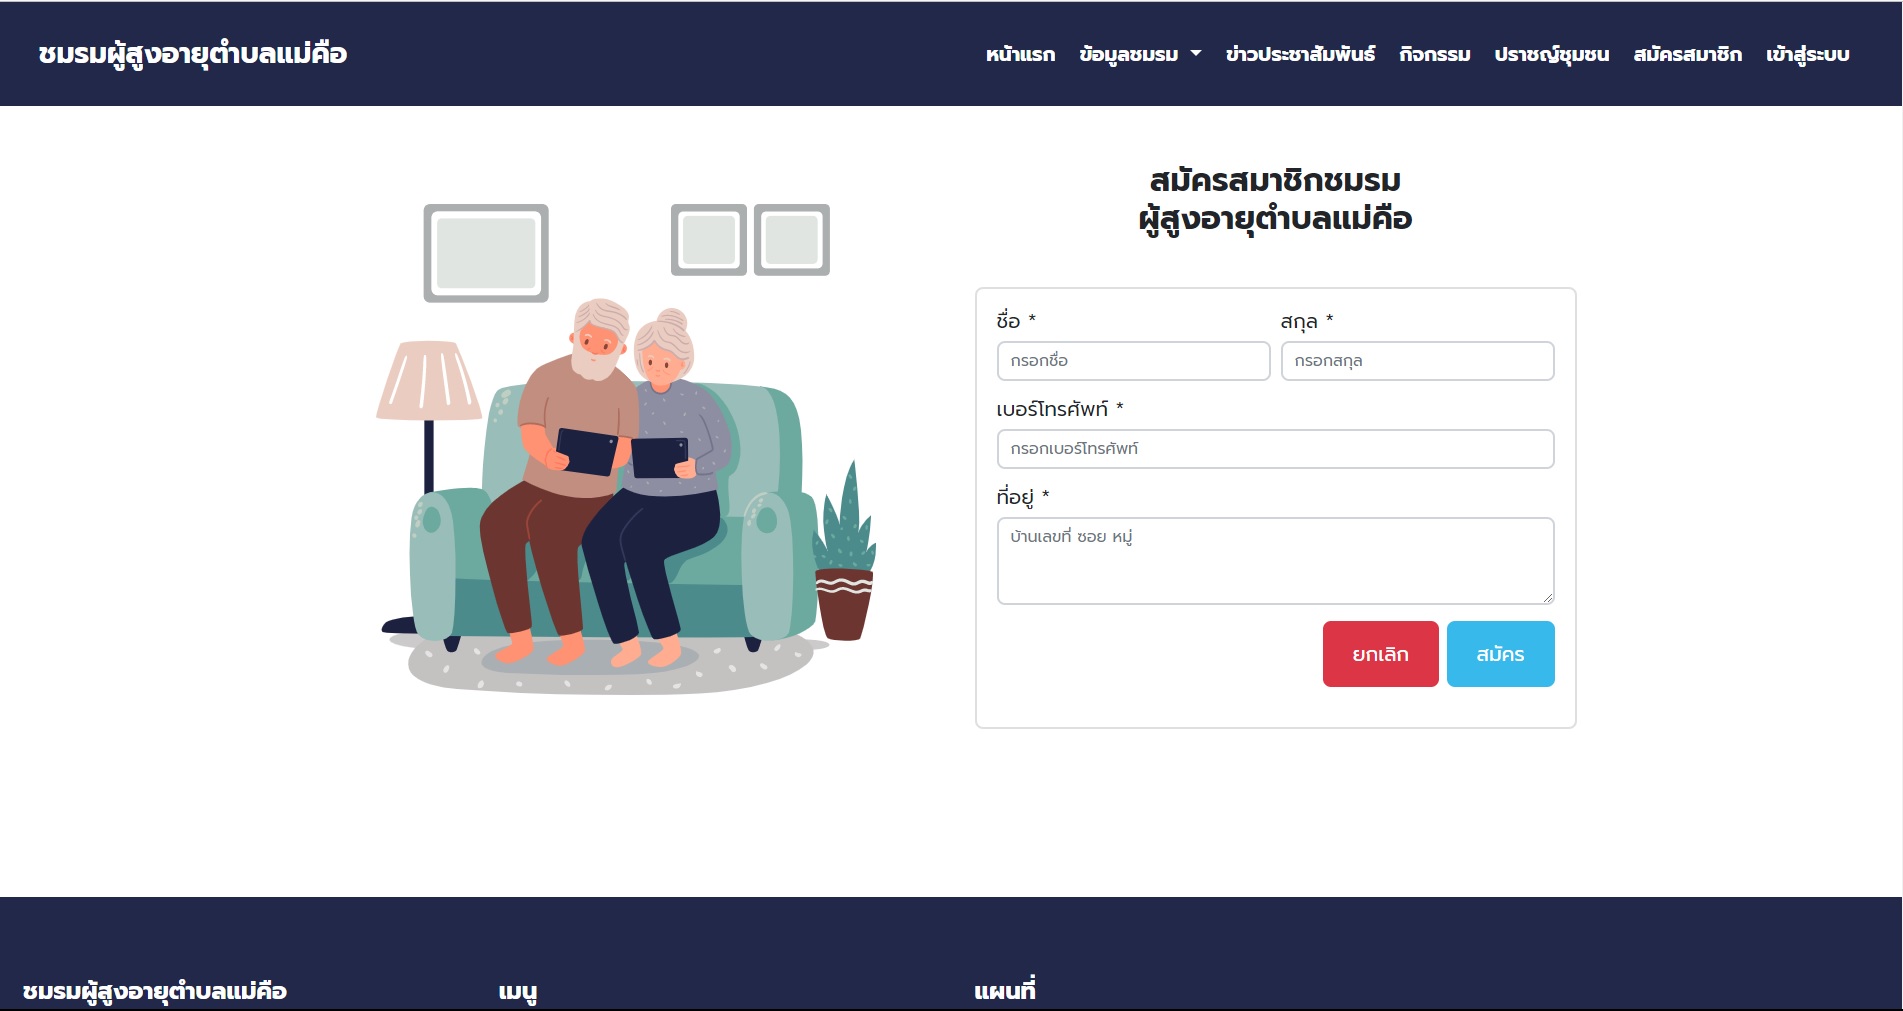 ชมรมผู้สูงอายุตำบลแม่คือ
หน้าแรก ข้อมูลชมรม ข่าวประชาสัมพันธ์ กิจกรรม ปราชญ์ชุมชน สมัครสมาชิก เข้าสู่ระบบ
สมัครสมาชิกชมรม
ผู้สูงอายุตำบลแม่คือ
ชื่อ * สกุล *
กรอกชื่อ กรอกสกุล
เบอร์โทรศัพท์ *
กรอกเบอร์โทรศัพท์
ที่อยู่ *
บ้านเลขที่ ซอย หมู่
ยกเลิก สมัคร
ชมรมผู้สูงอายุตำบลแม่คือ เมนู แผนที่